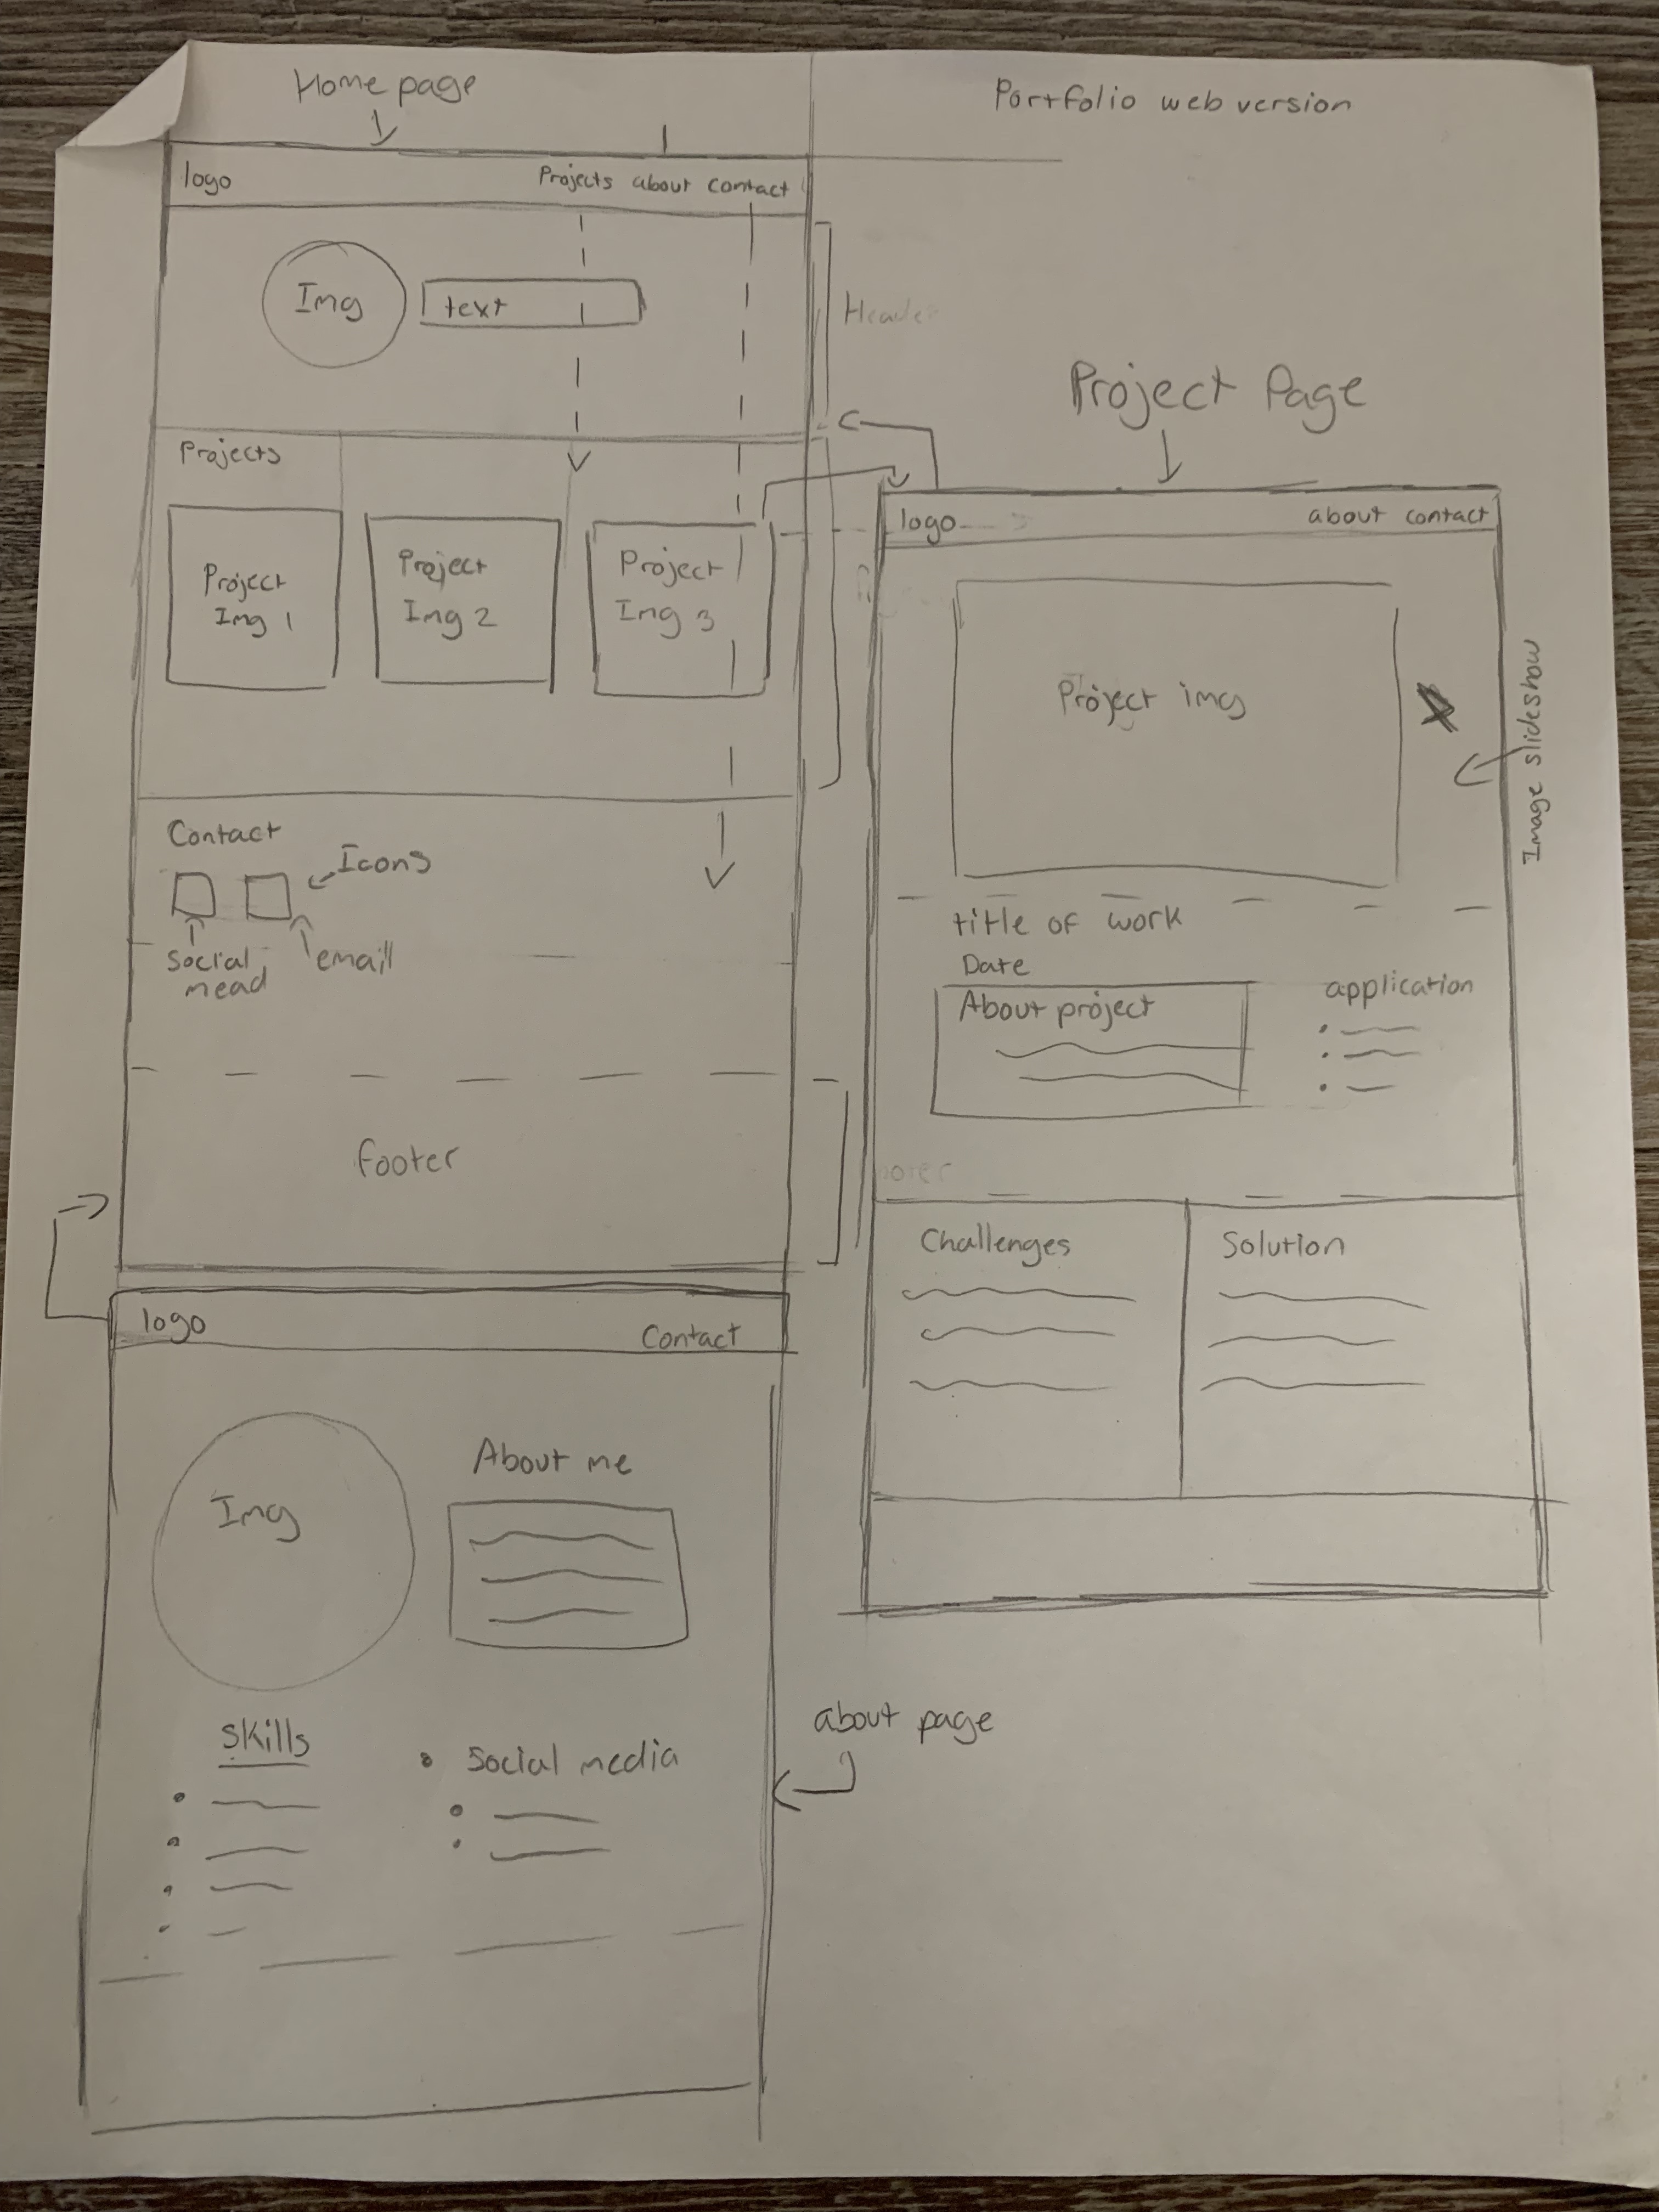 Home page
Portfolio web version
logo
Projects about contact
Img
text
Header
Projects
Project
Img 1
Project
Img 2
Project
Img 3
Contact
Icons
Social
mead
email
footer
Project Page
logo
about contact
Project img
Image slideshow
title of work
Date
About project
application
Challenges
Solution
logo
Contact
Img
About me
Skills
Social media
about page